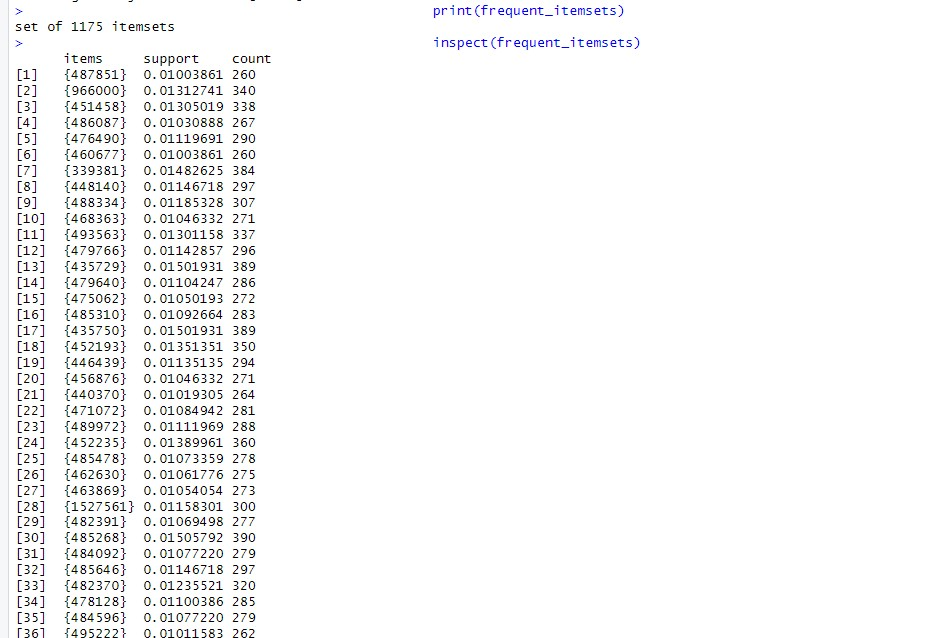 > print(frequent_itemsets)
set of 1175 itemsets
> inspect(frequent_itemsets)
items support count
[1] {487851} 0.01003861 260
[2] {966000} 0.01312741 340
[3] {451458} 0.01305019 338
[4] {486087} 0.01030888 267
[5] {476490} 0.01119691 290
[6] {460677} 0.01003861 260
[7] {339381} 0.01482625 384
[8] {448140} 0.01146718 297
[9] {488334} 0.01185328 307
[10] {468363} 0.01046332 271
[11] {493563} 0.01301158 337
[12] {479766} 0.01142857 296
[13] {435729} 0.01501931 389
[14] {479640} 0.01104247 286
[15] {475062} 0.01050193 272
[16] {485310} 0.01092664 283
[17] {435750} 0.01501931 389
[18] {452193} 0.01351351 350
[19] {446439} 0.01135135 294
[20] {456876} 0.01046332 271
[21] {440370} 0.01019305 264
[22] {471072} 0.01084942 281
[23] {489972} 0.01111969 288
[24] {452235} 0.01389961 360
[25] {485478} 0.01073359 278
[26] {462630} 0.01061776 275
[27] {463869} 0.01054054 273
[28] {1527561} 0.01158301 300
[29] {482391} 0.01069498 277
[30] {485268} 0.01505792 390
[31] {484092} 0.01077220 279
[32] {485646} 0.01146718 297
[33] {482370} 0.01235521 320
[34] {478128} 0.01100386 285
[35] {484596} 0.01077220 279
[36] {495222} 0.01011583 262